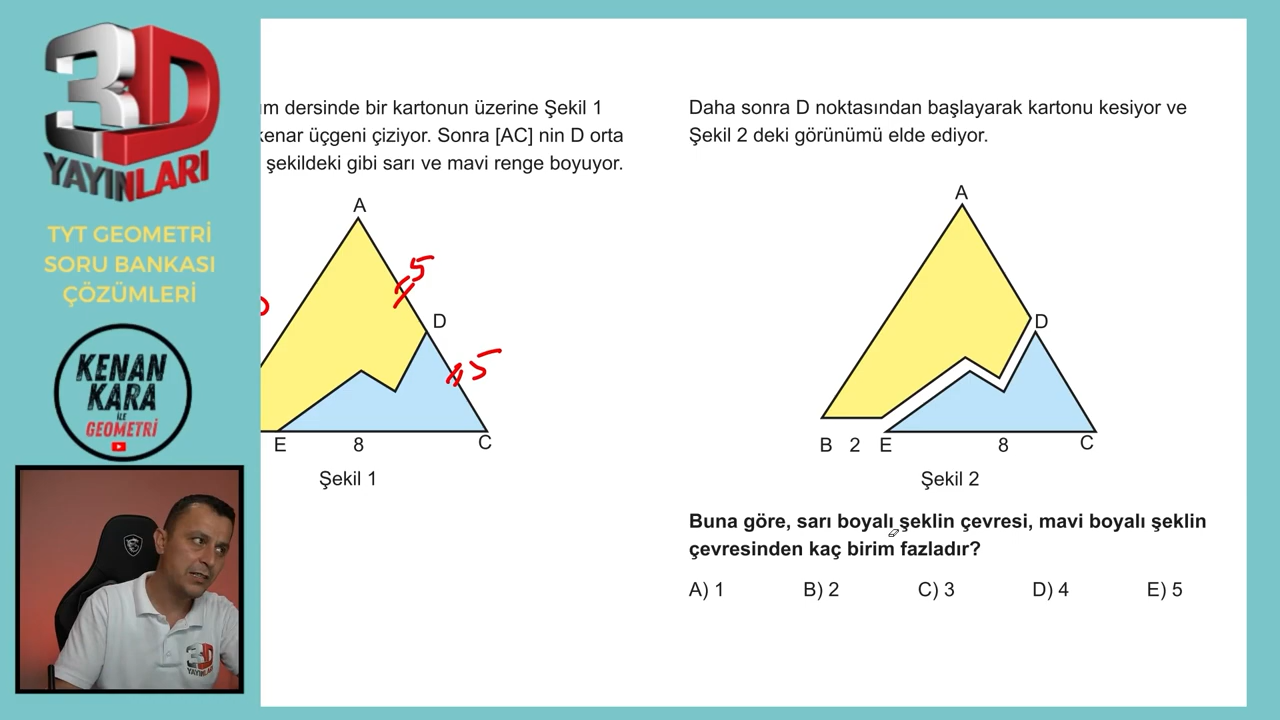 3D
YAYINLARI
TYT GEOMETRİ
SORU BANKASI
ÇÖZÜMLERİ
KENAN
KARA
İLE
GEOMETRİ
dersinde bir kartonun üzerine Şekil 1
üçgeni çiziyor. Sonra [AC] nin D orta
şekildeki gibi sarı ve mavi renge boyuyor.
A
5
D
5
E 8 C
Şekil 1
Daha sonra D noktasından başlayarak kartonu kesiyor ve
Şekil 2 deki görünümü elde ediyor.
A
D
B 2 E 8 C
Şekil 2
Buna göre, sarı boyalı şeklin çevresi, mavi boyalı şeklin
çevresinden kaç birim fazladır?
A) 1 B) 2 C) 3 D) 4 E) 5
3D
YAYINLARI